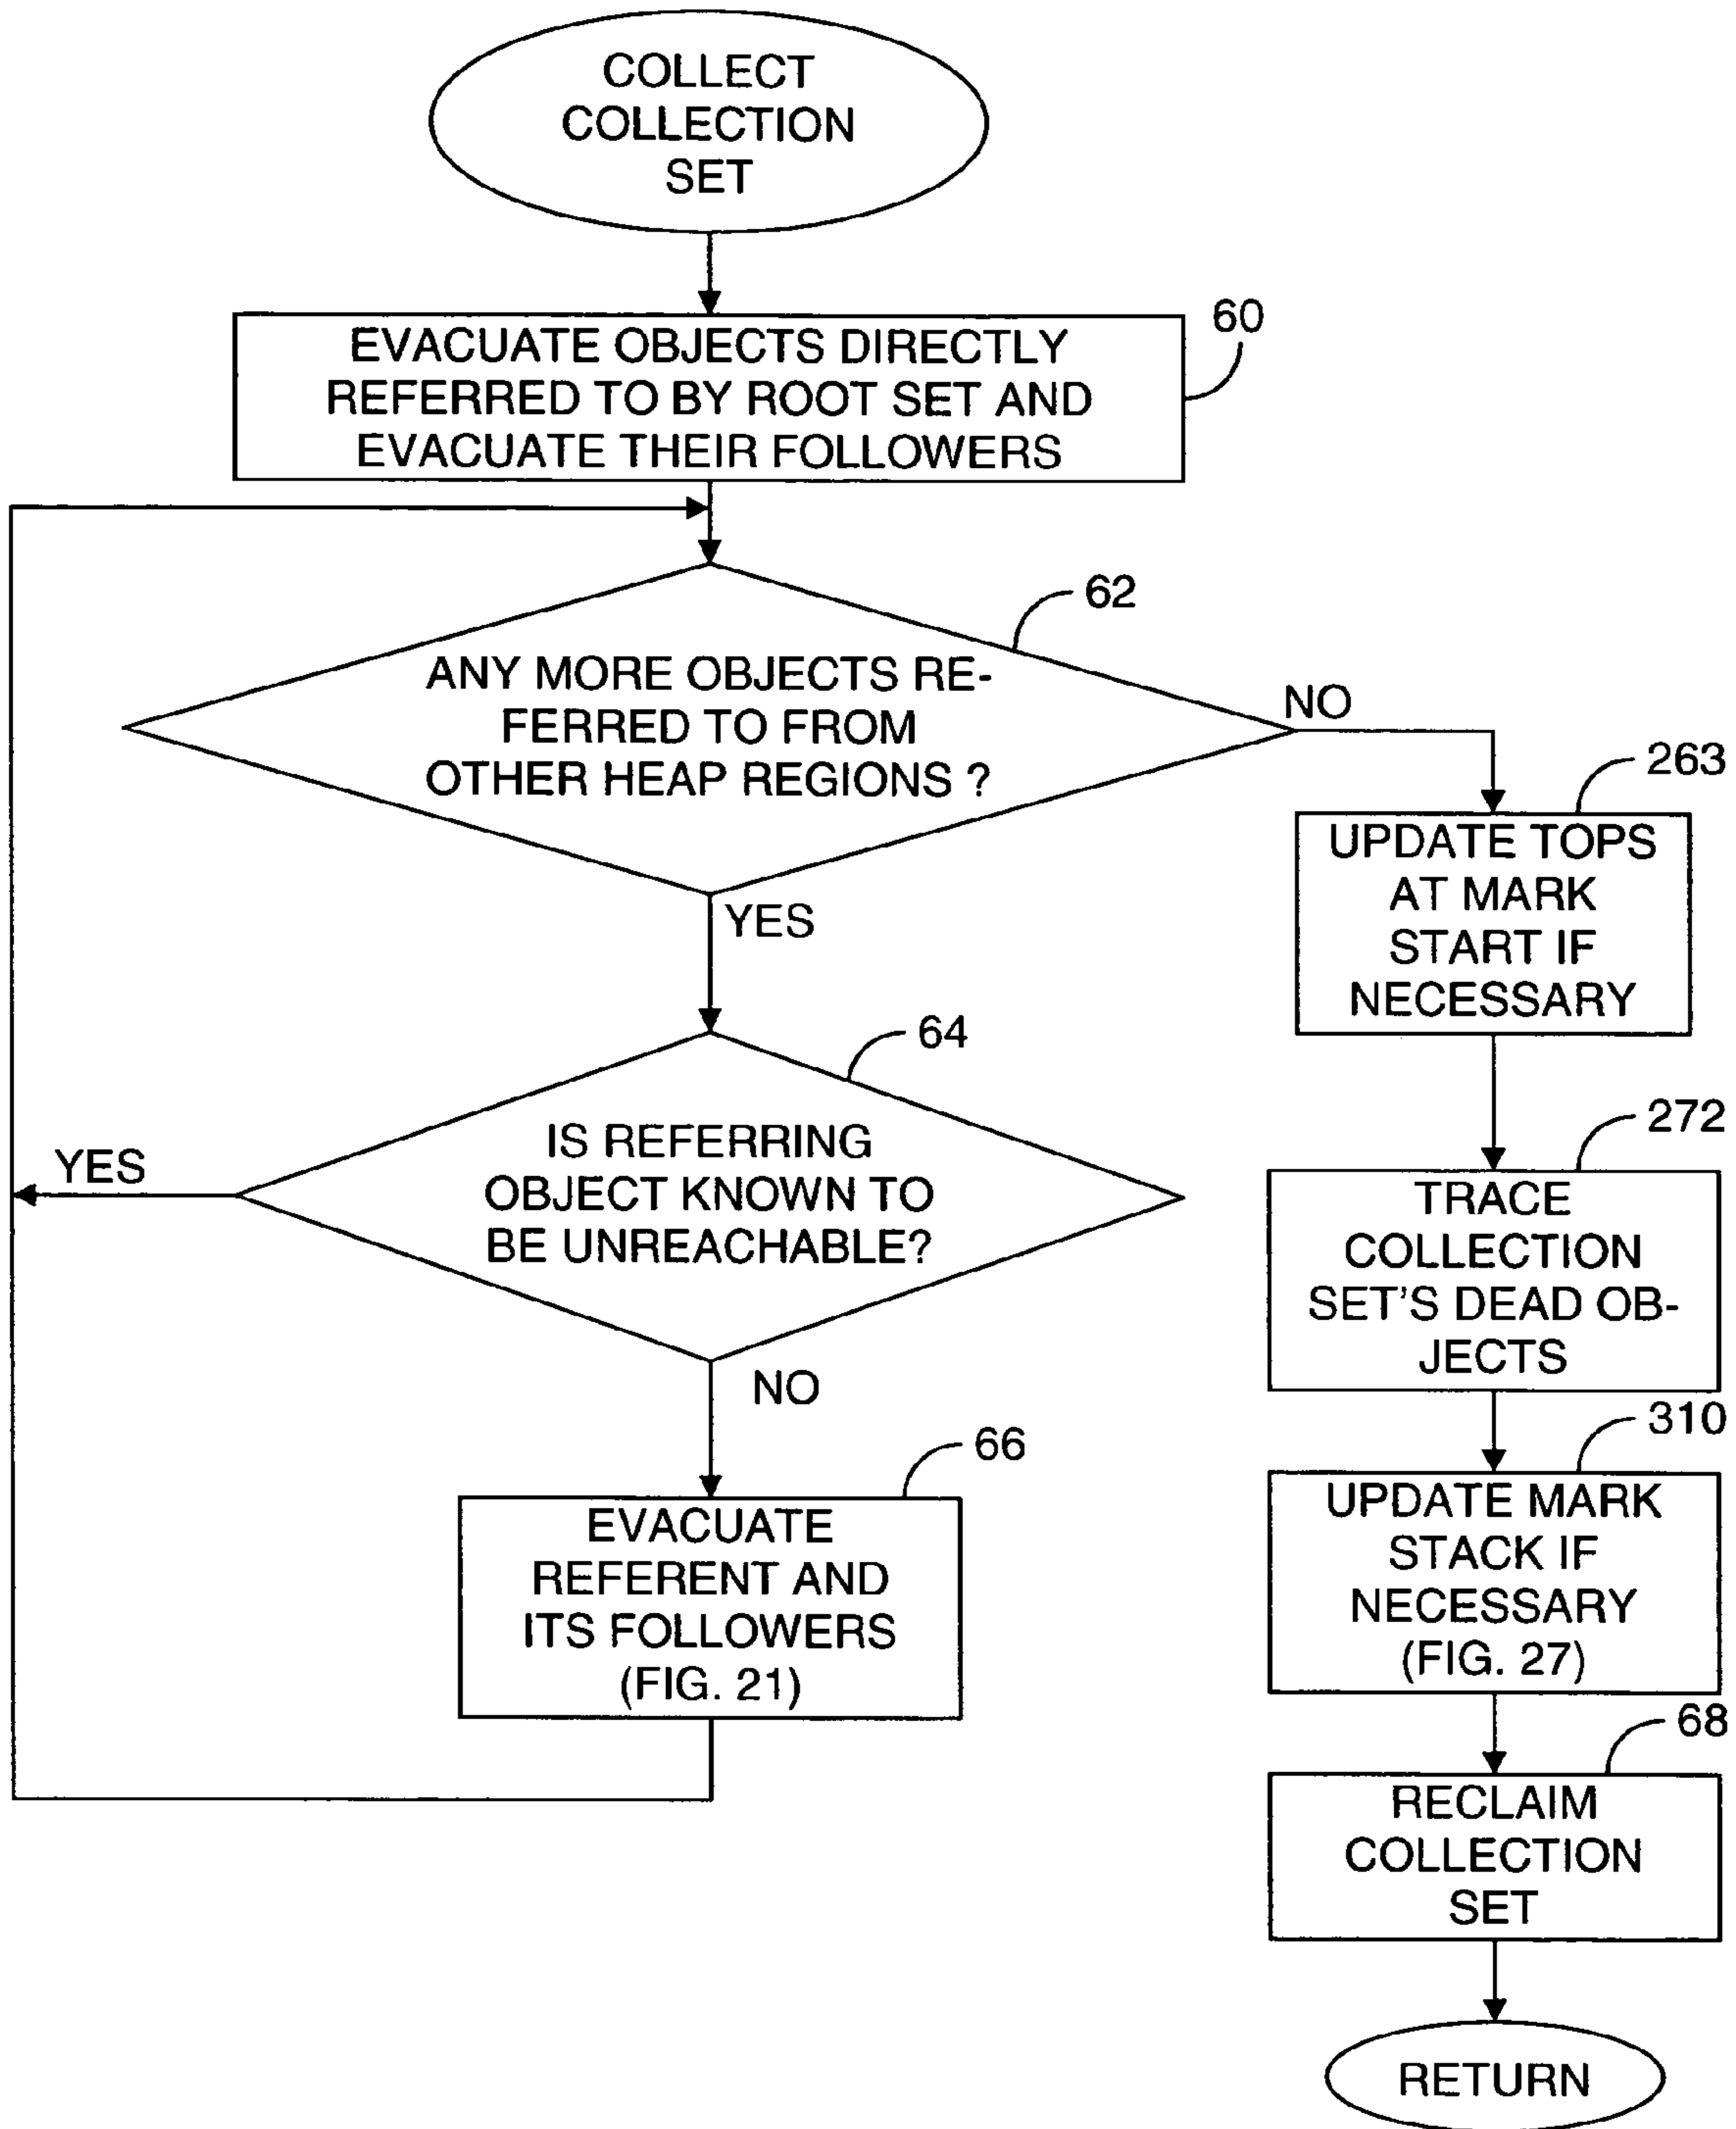 COLLECT
COLLECTION
SET
EVACUATE OBJECTS DIRECTLY
REFERRED TO BY ROOT SET AND
EVACUATE THEIR FOLLOWERS
60
ANY MORE OBJECTS RE-
FERRED TO FROM
OTHER HEAP REGIONS ?
62
NO
YES
263
UPDATE TOPS
AT MARK
START IF
NECESSARY
IS REFERRING
OBJECT KNOWN TO
BE UNREACHABLE?
64
YES
NO
272
TRACE
COLLECTION
SET'S DEAD OB-
JECTS
66
EVACUATE
REFERENT AND
ITS FOLLOWERS
(FIG. 21)
310
UPDATE MARK
STACK IF
NECESSARY
(FIG. 27)
68
RECLAIM
COLLECTION
SET
RETURN